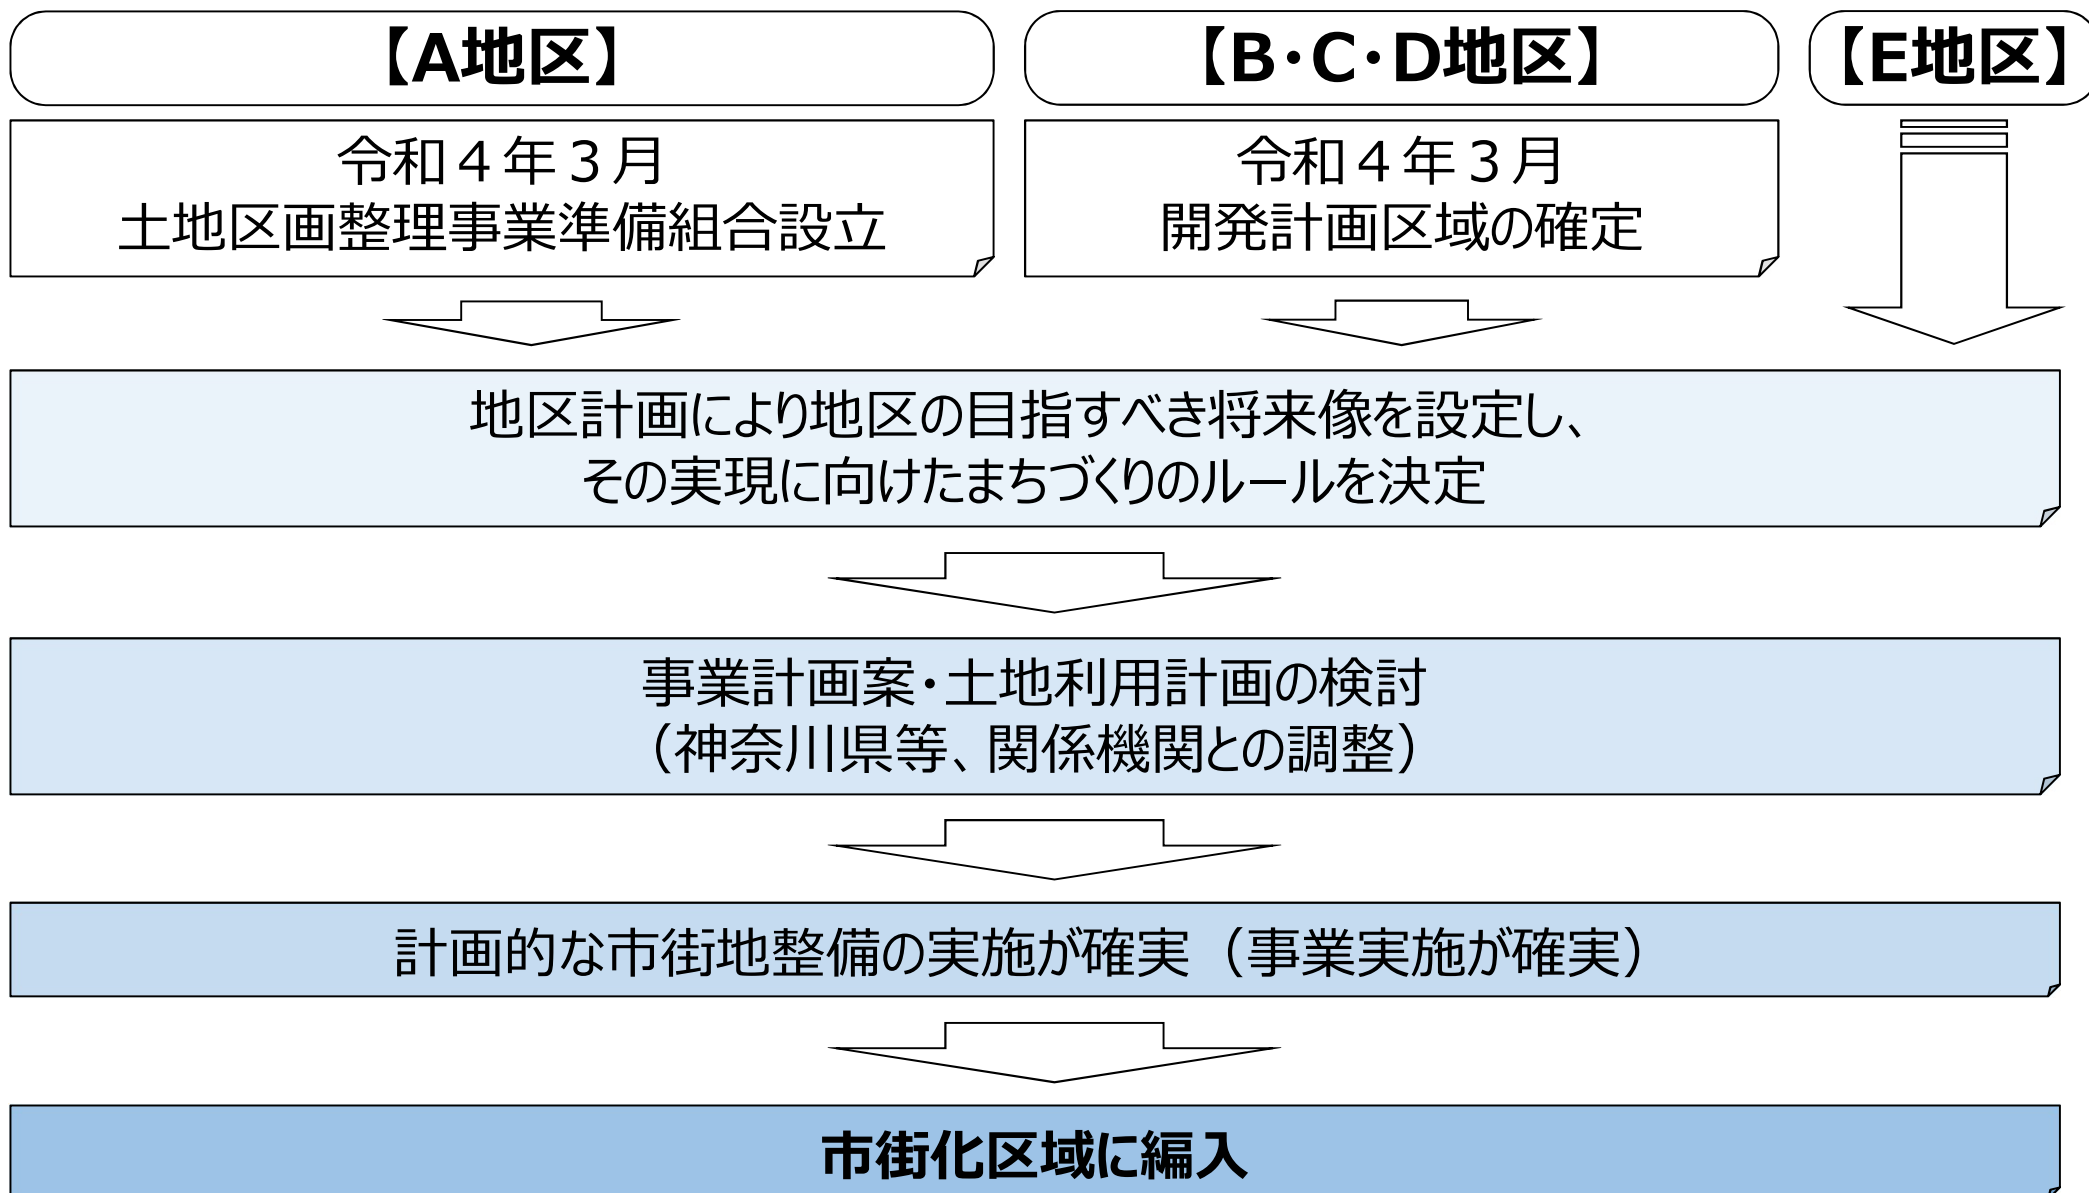 【A地区】
【B・C・D地区】
【E地区】
令和４年３月
土地区画整理事業準備組合設立
令和４年３月
開発計画区域の確定
地区計画により地区の目指すべき将来像を設定し、
その実現に向けたまちづくりのルールを決定
事業計画案・土地利用計画の検討
（神奈川県等、関係機関との調整）
計画的な市街地整備の実施が確実（事業実施が確実）
市街化区域に編入